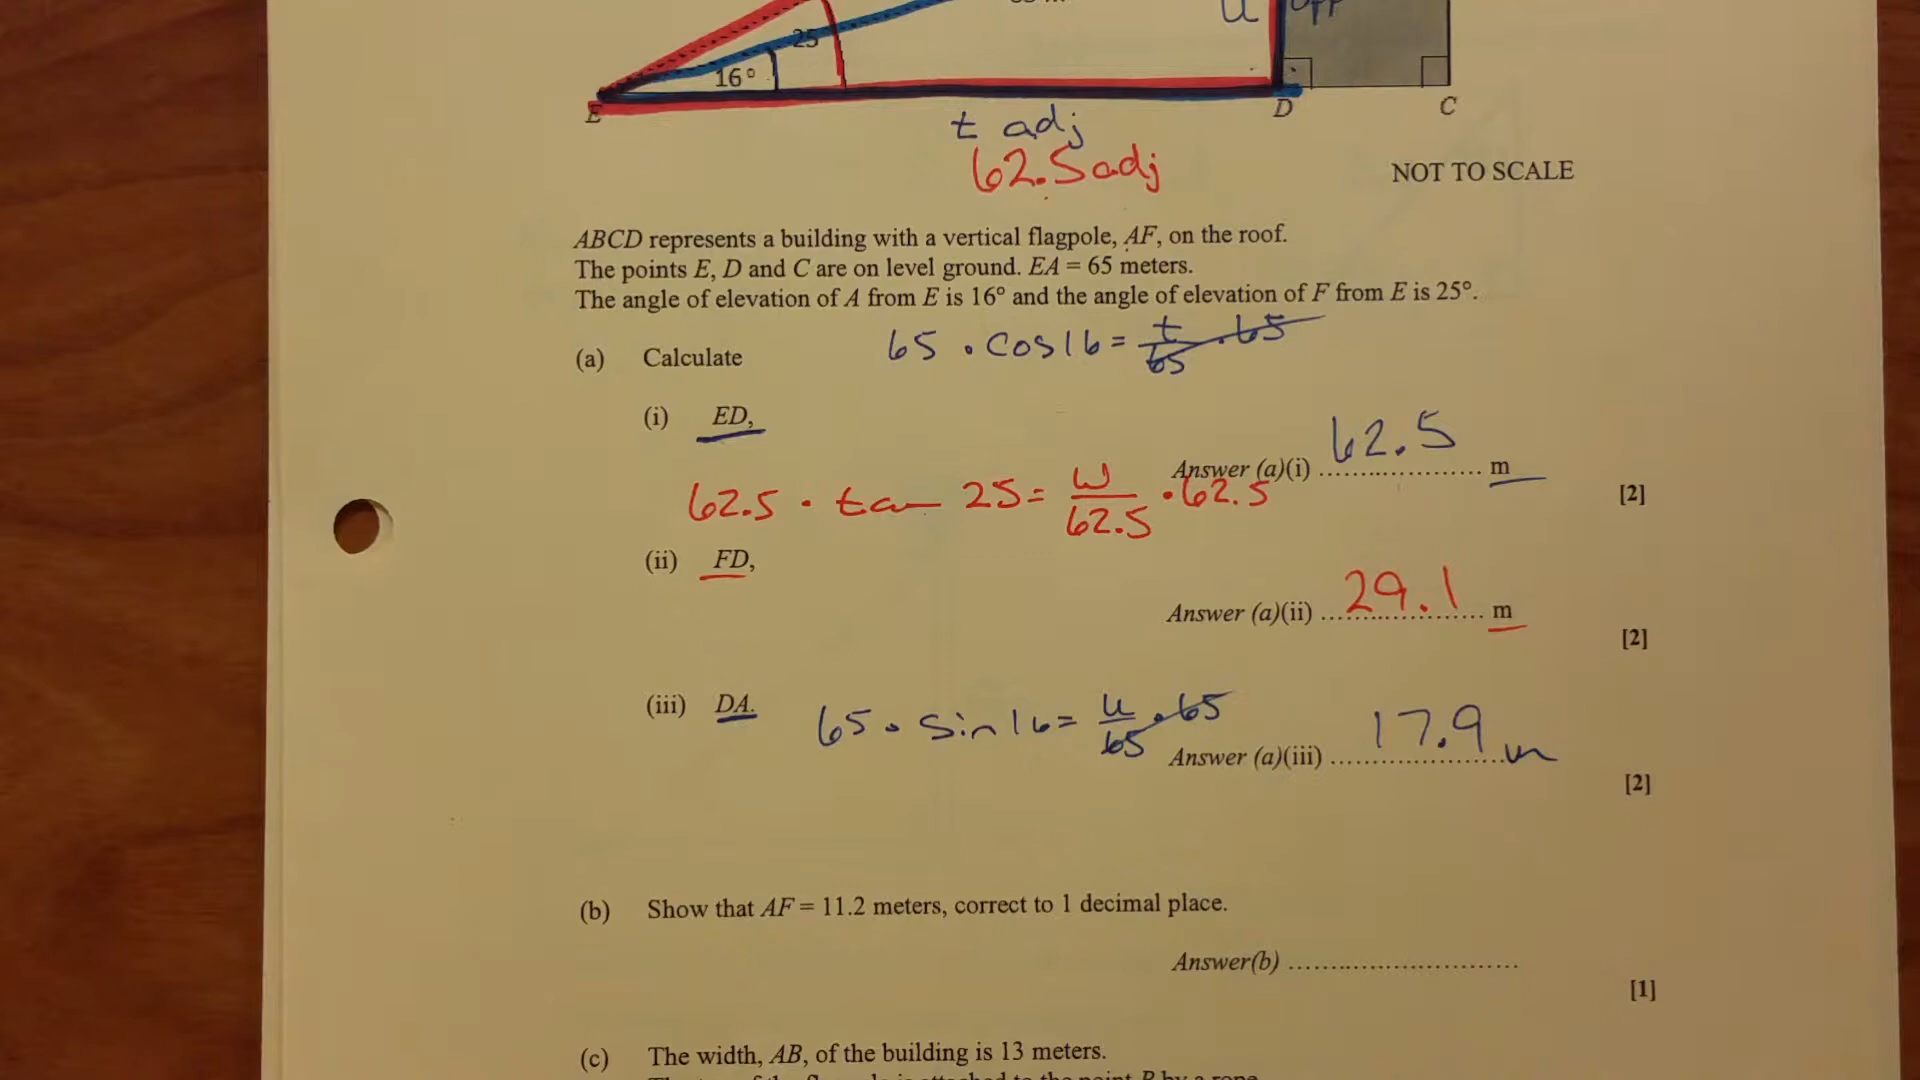 u opp
25
16°
E
D
C
t adj
62.5 adj
NOT TO SCALE
ABCD represents a building with a vertical flagpole, AF, on the roof.
The points E, D and C are on level ground. EA = 65 meters.
The angle of elevation of A from E is 16° and the angle of elevation of F from E is 25°.
65 · cos16 = t/65 · 65
(a) Calculate
(i) ED,
62.5
Answer (a)(i) .................... m
[2]
62.5 · tan 25 = w/62.5 · 62.5
(ii) FD,
29.1
Answer (a)(ii) .................... m
[2]
(iii) DA.
65 · sin16 = u/65 · 65
17.9 m
Answer (a)(iii) ....................
[2]
(b) Show that AF = 11.2 meters, correct to 1 decimal place.
Answer(b) ............................
[1]
(c) The width, AB, of the building is 13 meters.